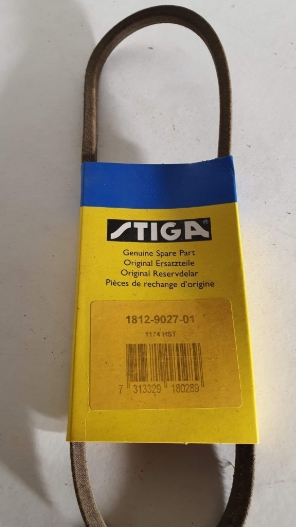 STIGA®
Genuine Spare Part
Original Ersatzteile
Original Reservdelar
Pièces de rechange d'origine
1812-9027-01
1174 HST
7 313320 180289